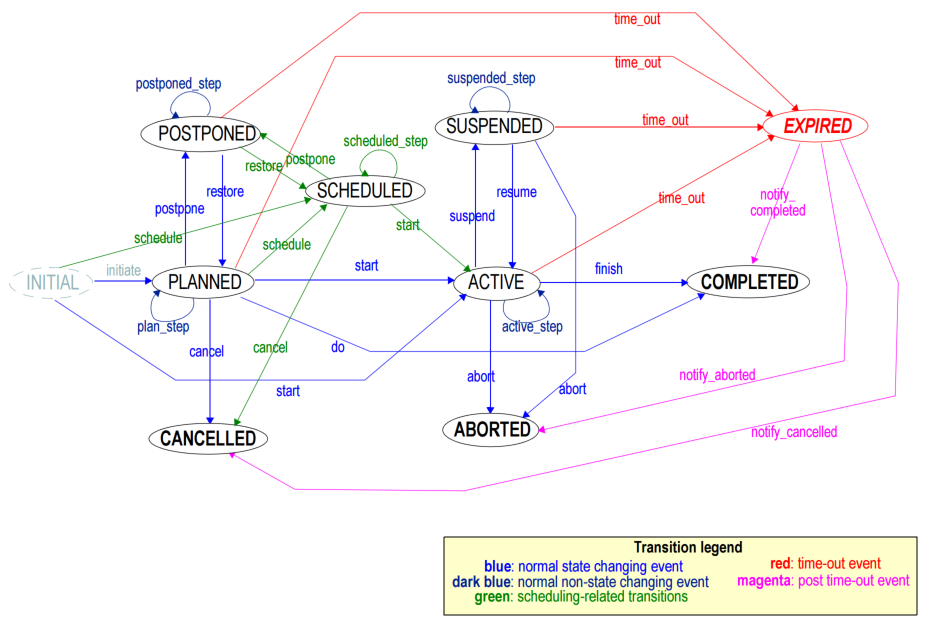 time_out
time_out
postponed_step
suspended_step
POSTPONED
SUSPENDED
time_out
EXPIRED
scheduled_step
postpone
restore
SCHEDULED
restore
resume
notify_
completed
postpone
suspend
time_out
start
schedule
schedule
INITIAL
initiate
PLANNED
start
ACTIVE
finish
COMPLETED
plan_step
active_step
cancel
cancel
do
abort
notify_aborted
start
abort
CANCELLED
ABORTED
notify_cancelled
Transition legend
blue: normal state changing event
red: time-out event
dark blue: normal non-state changing event
magenta: post time-out event
green: scheduling-related transitions